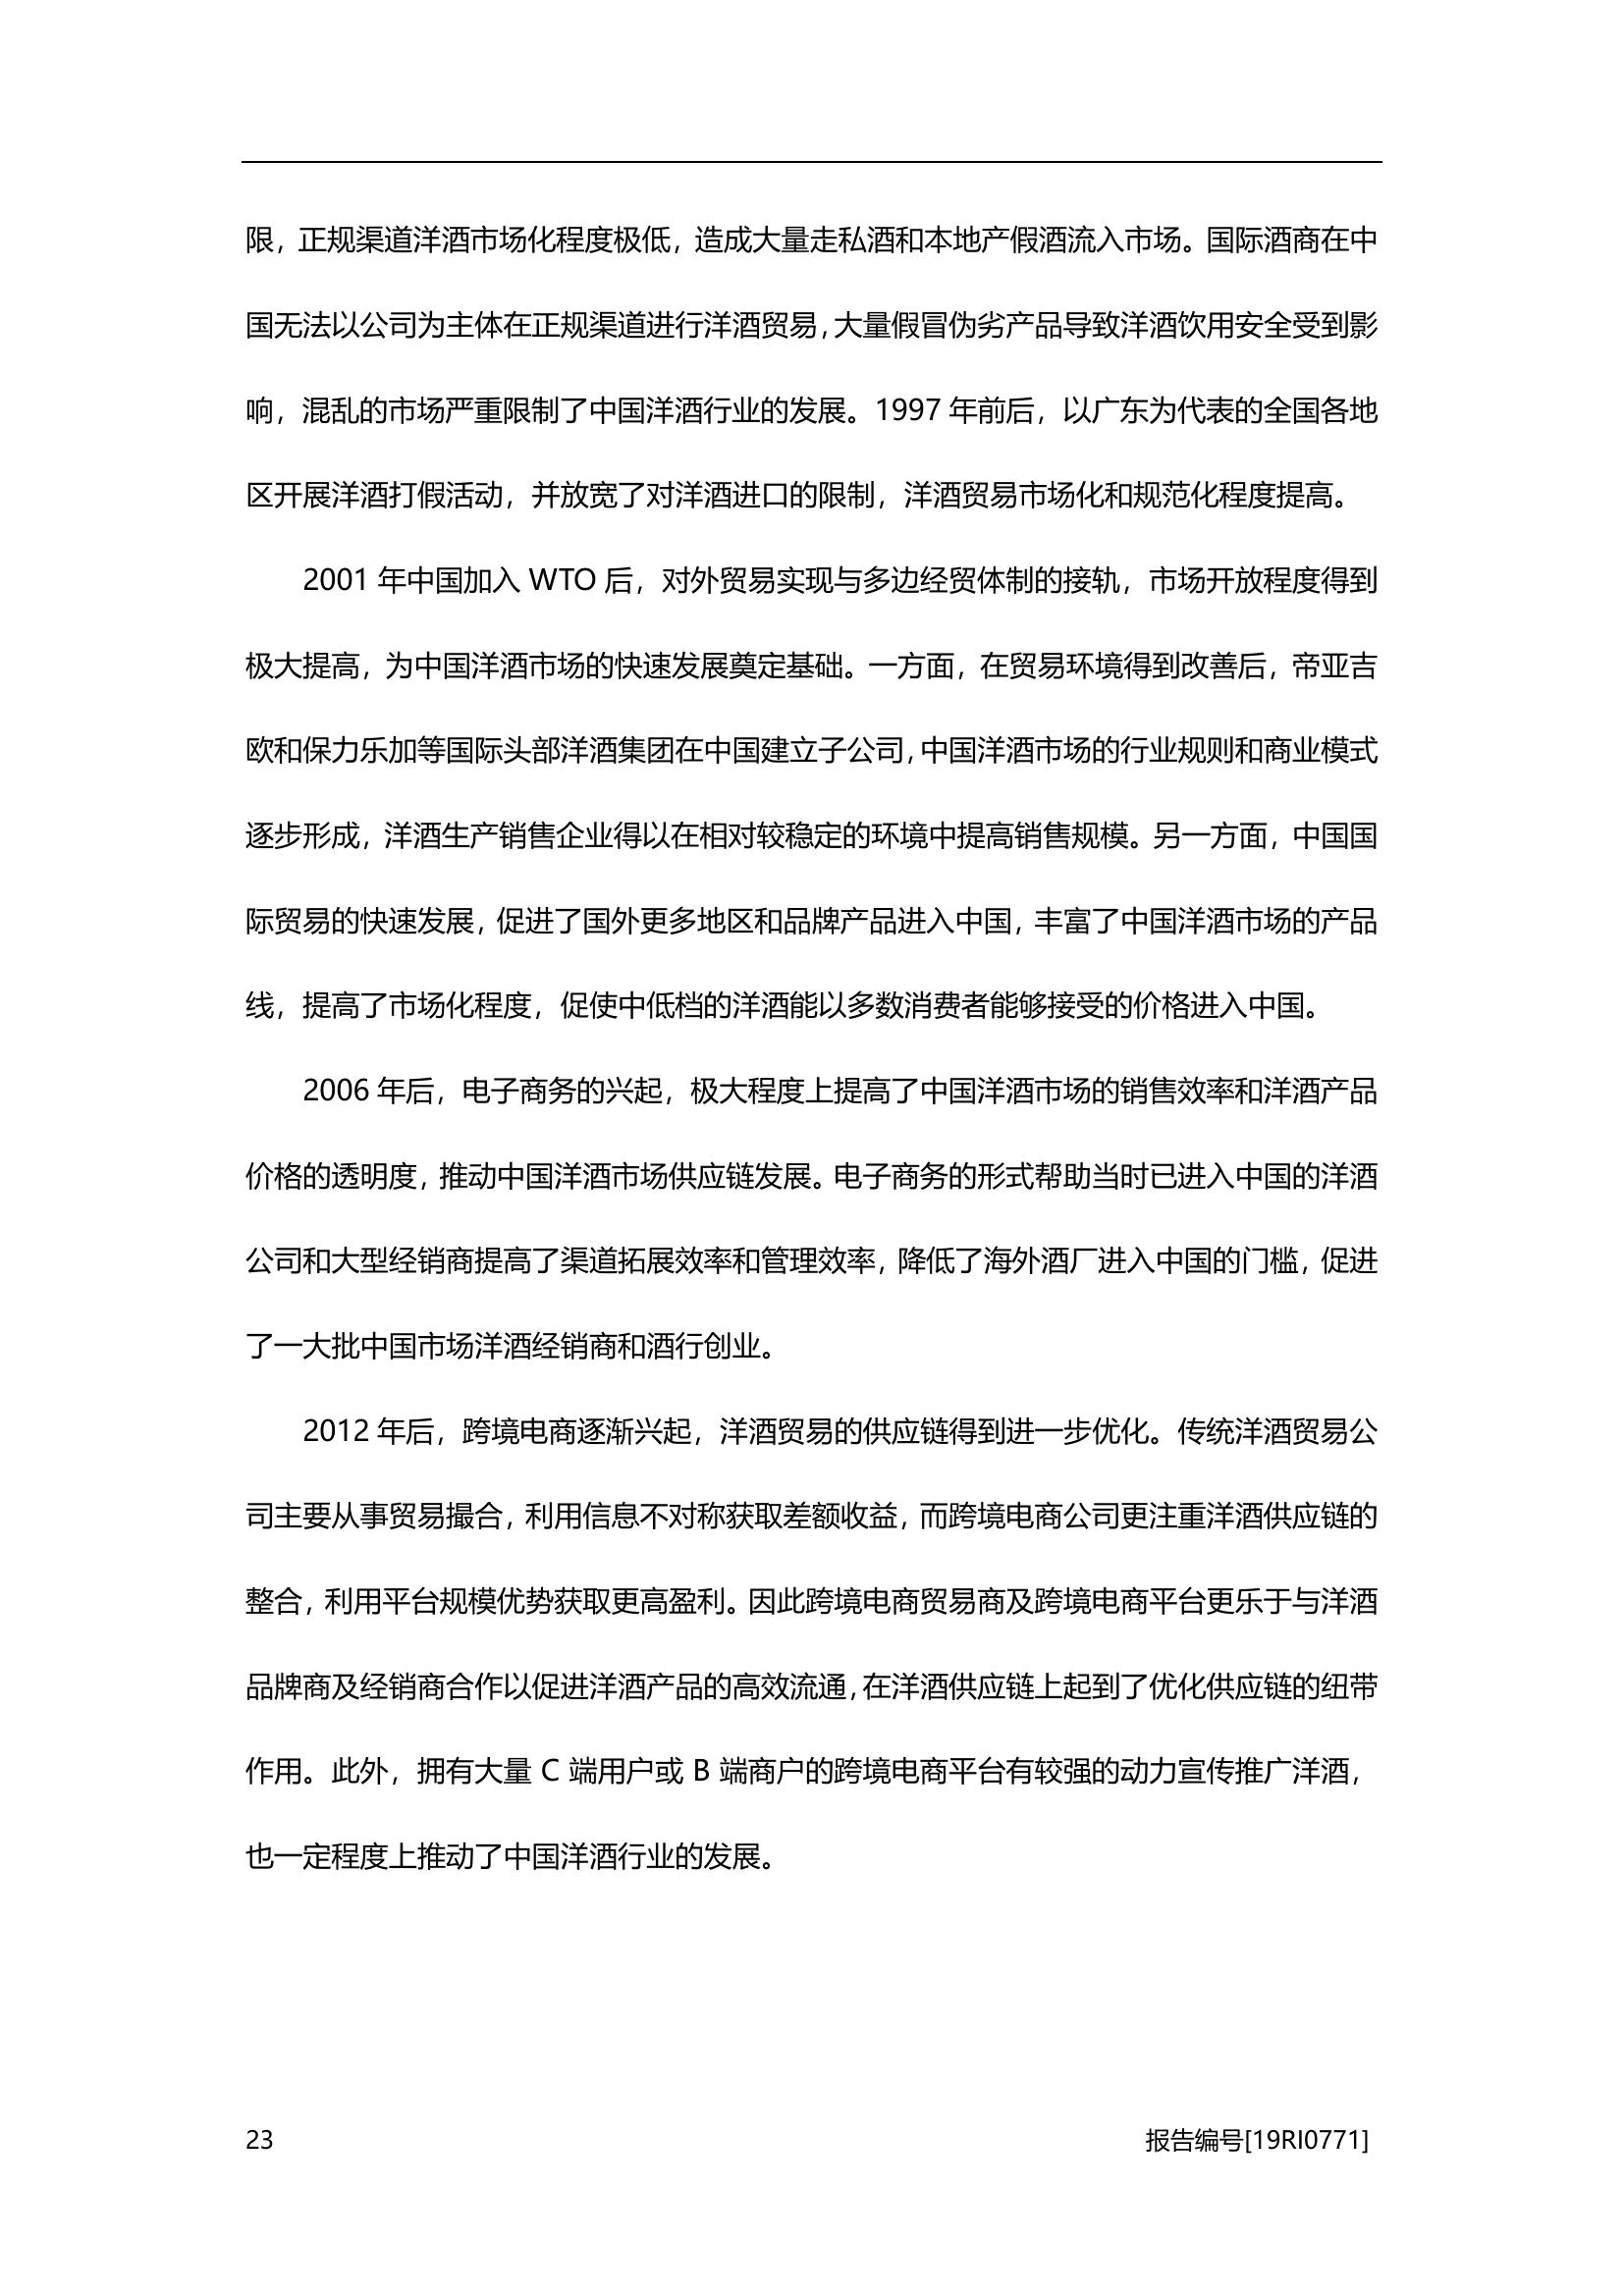 限，正规渠道洋酒市场化程度极低，造成大量走私酒和本地产假酒流入市场。国际酒商在中
国无法以公司为主体在正规渠道进行洋酒贸易，大量假冒伪劣产品导致洋酒饮用安全受到影
响，混乱的市场严重限制了中国洋酒行业的发展。1997 年前后，以广东为代表的全国各地
区开展洋酒打假活动，并放宽了对洋酒进口的限制，洋酒贸易市场化和规范化程度提高。
2001 年中国加入 WTO 后，对外贸易实现与多边经贸体制的接轨，市场开放程度得到
极大提高，为中国洋酒市场的快速发展奠定基础。一方面，在贸易环境得到改善后，帝亚吉
欧和保力乐加等国际头部洋酒集团在中国建立子公司，中国洋酒市场的行业规则和商业模式
逐步形成，洋酒生产销售企业得以在相对较稳定的环境中提高销售规模。另一方面，中国国
际贸易的快速发展，促进了国外更多地区和品牌产品进入中国，丰富了中国洋酒市场的产品
线，提高了市场化程度，促使中低档的洋酒能以多数消费者能够接受的价格进入中国。
2006 年后，电子商务的兴起，极大程度上提高了中国洋酒市场的销售效率和洋酒产品
价格的透明度，推动中国洋酒市场供应链发展。电子商务的形式帮助当时已进入中国的洋酒
公司和大型经销商提高了渠道拓展效率和管理效率，降低了海外酒厂进入中国的门槛，促进
了一大批中国市场洋酒经销商和酒行创业。
2012 年后，跨境电商逐渐兴起，洋酒贸易的供应链得到进一步优化。传统洋酒贸易公
司主要从事贸易撮合，利用信息不对称获取差额收益，而跨境电商公司更注重洋酒供应链的
整合，利用平台规模优势获取更高盈利。因此跨境电商贸易商及跨境电商平台更乐于与洋酒
品牌商及经销商合作以促进洋酒产品的高效流通，在洋酒供应链上起到了优化供应链的纽带
作用。此外，拥有大量 C 端用户或 B 端商户的跨境电商平台有较强的动力宣传推广洋酒，
也一定程度上推动了中国洋酒行业的发展。
23 报告编号[19RI0771]